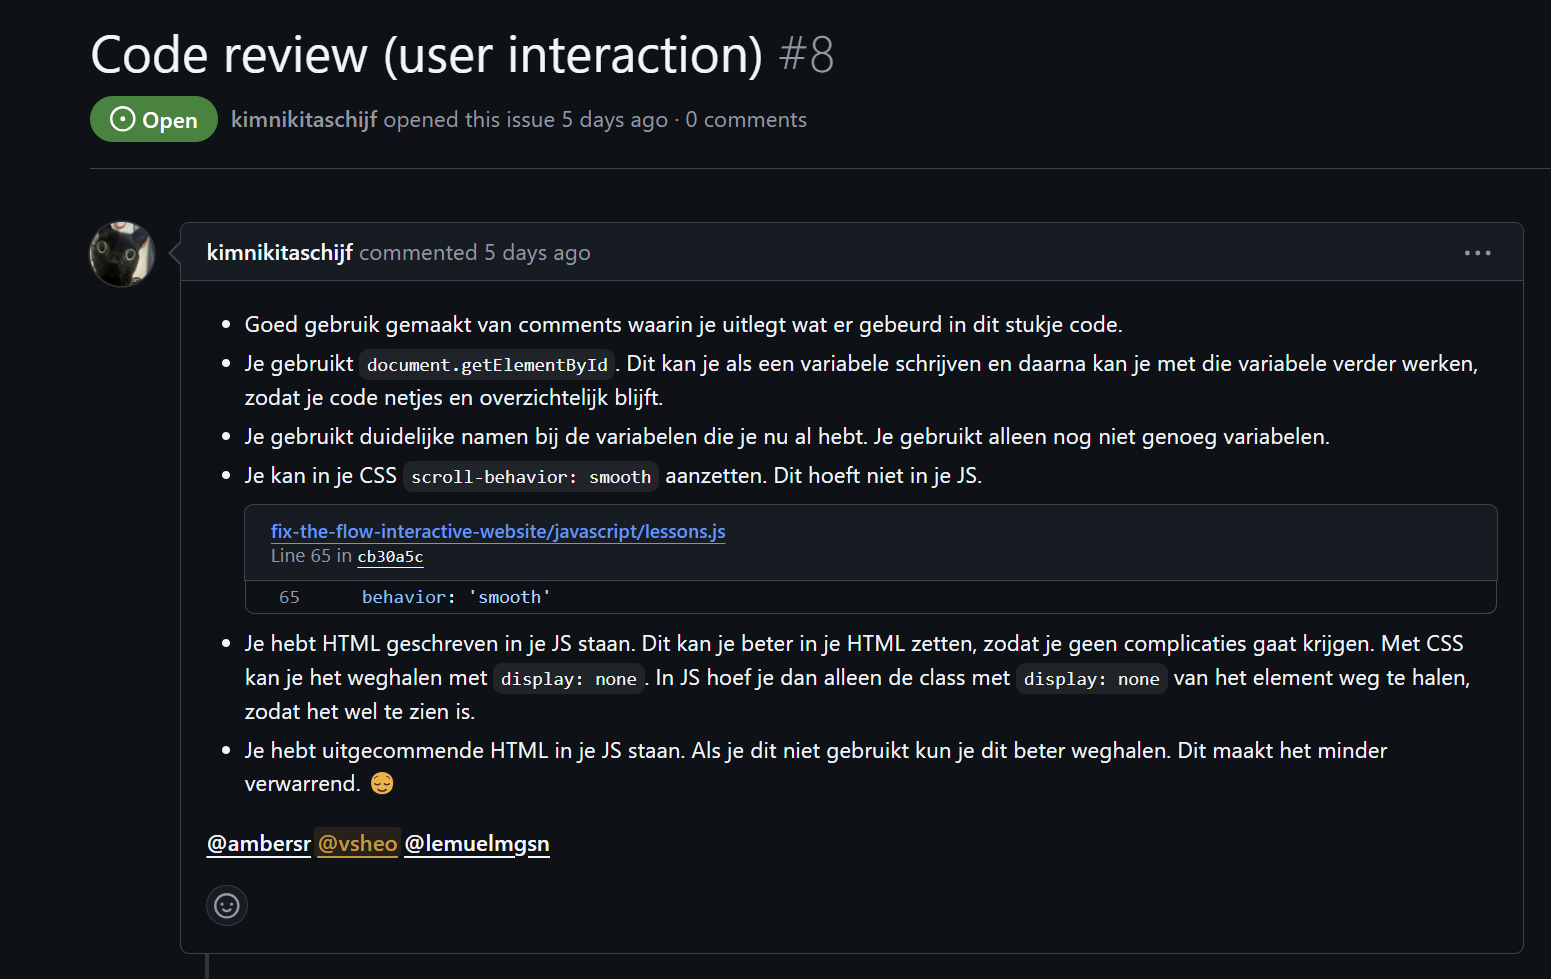 Code review (user interaction) #8
Open kimnikitaschijf opened this issue 5 days ago · 0 comments
kimnikitaschijf commented 5 days ago
• Goed gebruik gemaakt van comments waarin je uitlegt wat er gebeurd in dit stukje code.
• Je gebruikt document.getElementById. Dit kan je als een variabele schrijven en daarna kan je met die variabele verder werken,
zodat je code netjes en overzichtelijk blijft.
• Je gebruikt duidelijke namen bij de variabelen die je nu al hebt. Je gebruikt alleen nog niet genoeg variabelen.
• Je kan in je CSS scroll-behavior: smooth aanzetten. Dit hoeft niet in je JS.
fix-the-flow-interactive-website/javascript/lessons.js
Line 65 in cb30a5c
65 behavior: 'smooth'
• Je hebt HTML geschreven in je JS staan. Dit kan je beter in je HTML zetten, zodat je geen complicaties gaat krijgen. Met CSS
kan je het weghalen met display: none. In JS hoef je dan alleen de class met display: none van het element weg te halen,
zodat het wel te zien is.
• Je hebt uitgecommende HTML in je JS staan. Als je dit niet gebruikt kun je dit beter weghalen. Dit maakt het minder
verwarrend. 😌
@ambersr @vsheo @lemuelmgsn